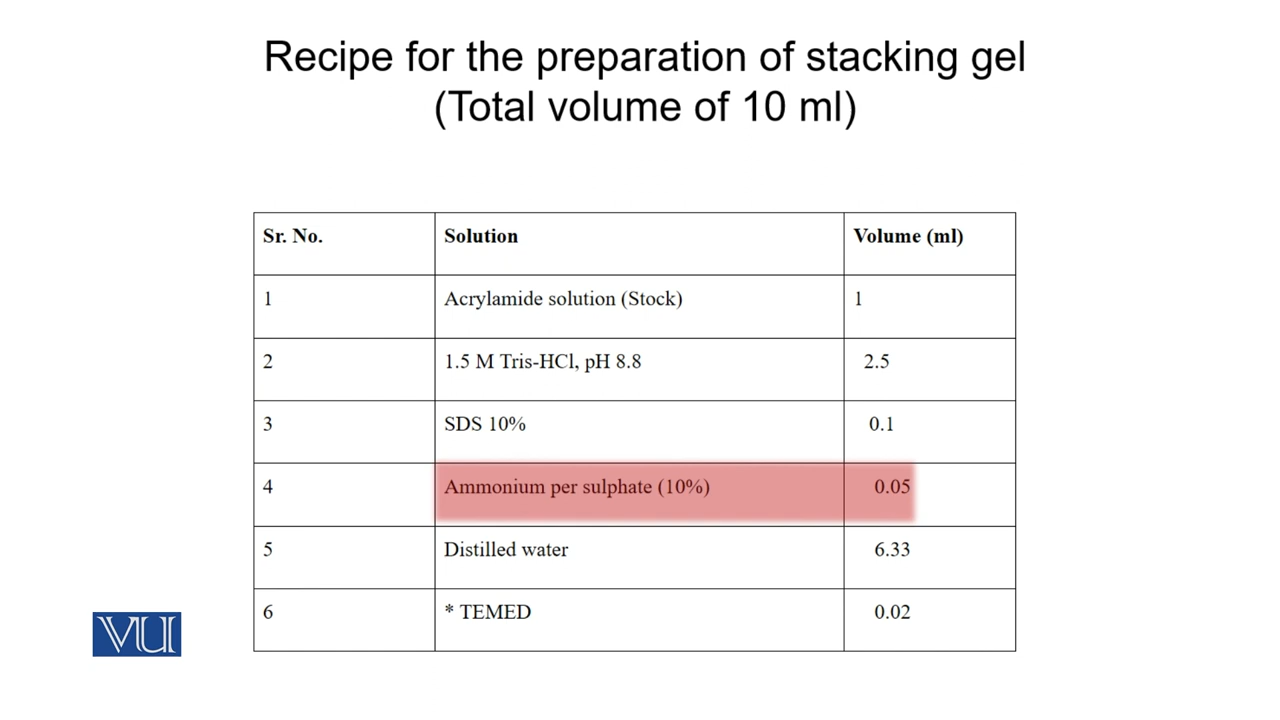 Recipe for the preparation of stacking gel
(Total volume of 10 ml)
Sr. No. Solution Volume (ml)
1 Acrylamide solution (Stock) 1
2 1.5 M Tris-HCl, pH 8.8 2.5
3 SDS 10% 0.1
4 Ammonium per sulphate (10%) 0.05
5 Distilled water 6.33
6 * TEMED 0.02
VU